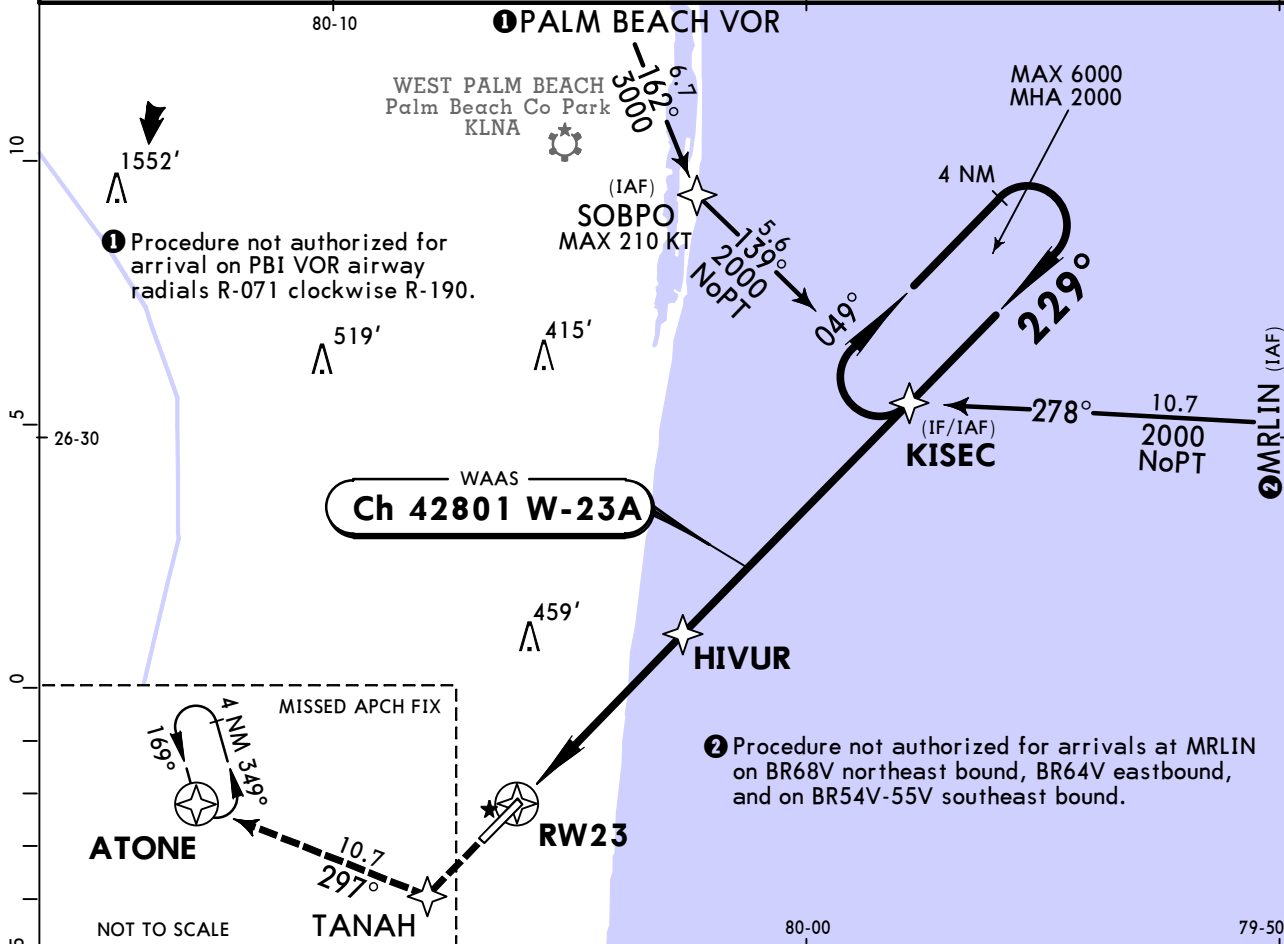 80-10
❶PALM BEACH VOR
6.7
162°
3000
WEST PALM BEACH
Palm Beach Co Park
KLNA
MAX 6000
MHA 2000
10
1552'
(IAF)
SOBPO
MAX 210 KT
4 NM
❶ Procedure not authorized for
arrival on PBI VOR airway
radials R-071 clockwise R-190.
5.6
139°
2000
NoPT
049°
229°
519'
415'
5
26-30
(IF/IAF)
KISEC
278°
10.7
2000
NoPT
❷MRLIN (IAF)
WAAS
Ch 42801 W-23A
459'
HIVUR
0
MISSED APCH FIX
4 NM
169°
349°
❷ Procedure not authorized for arrivals at MRLIN
on BR68V northeast bound, BR64V eastbound,
and on BR54V-55V southeast bound.
ATONE
RW23
10.7
297°
TANAH
NOT TO SCALE
5
80-00
79-50